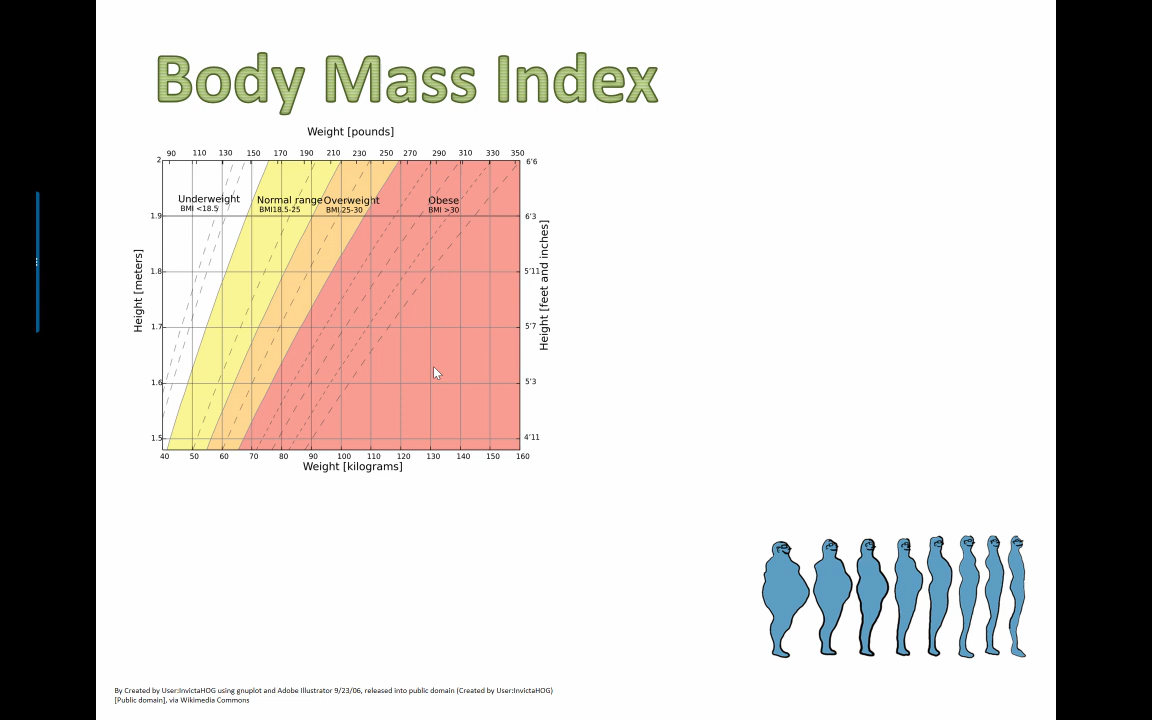 Body Mass Index
Weight [pounds]
90 110 130 150 170 190 210 230 250 270 290 310 330 350
2 6’6
Underweight Normal range Overweight Obese
BMI <18.5 BMI18.5-25 BMI 25-30 BMI >30
1.9 6’3
1.8 5’11
Height [meters]
Height [feet and inches]
1.7 5’7
1.6 5’3
1.5 4’11
40 50 60 70 80 90 100 110 120 130 140 150 160
Weight [kilograms]
By Created by User:InvictaHOG using gnuplot and Adobe Illustrator 9/23/06, released into public domain (Created by User:InvictaHOG)
[Public domain], via Wikimedia Commons